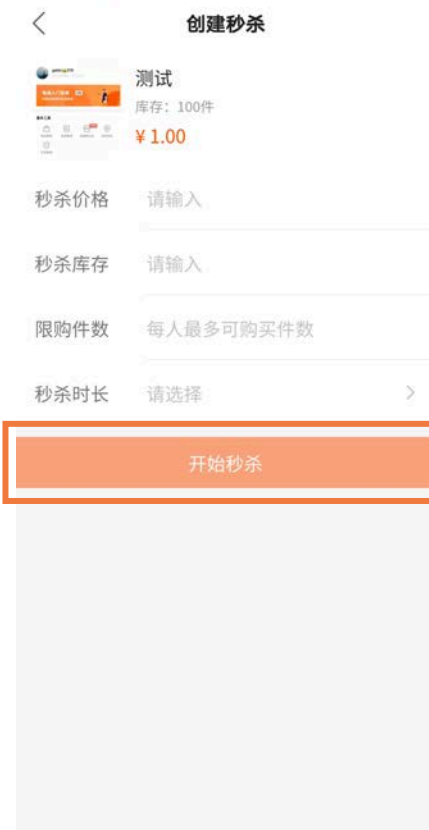 创建秒杀
测试
库存：100件
¥1.00
秒杀价格 请输入
秒杀库存 请输入
限购件数 每人最多可购买件数
秒杀时长 请选择
开始秒杀